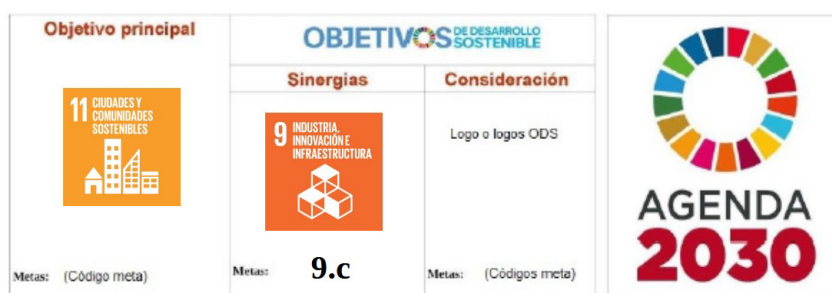 Objetivo principal
OBJETIVOS DE DESARROLLO SOSTENIBLE
Sinergias
Consideración
11 CIUDADES Y
COMUNIDADES
SOSTENIBLES
9 INDUSTRIA,
INNOVACIÓN E
INFRAESTRUCTURA
Logo o logos ODS
Metas: (Código meta)
Metas: 9.c
Metas: (Códigos meta)
AGENDA
2030